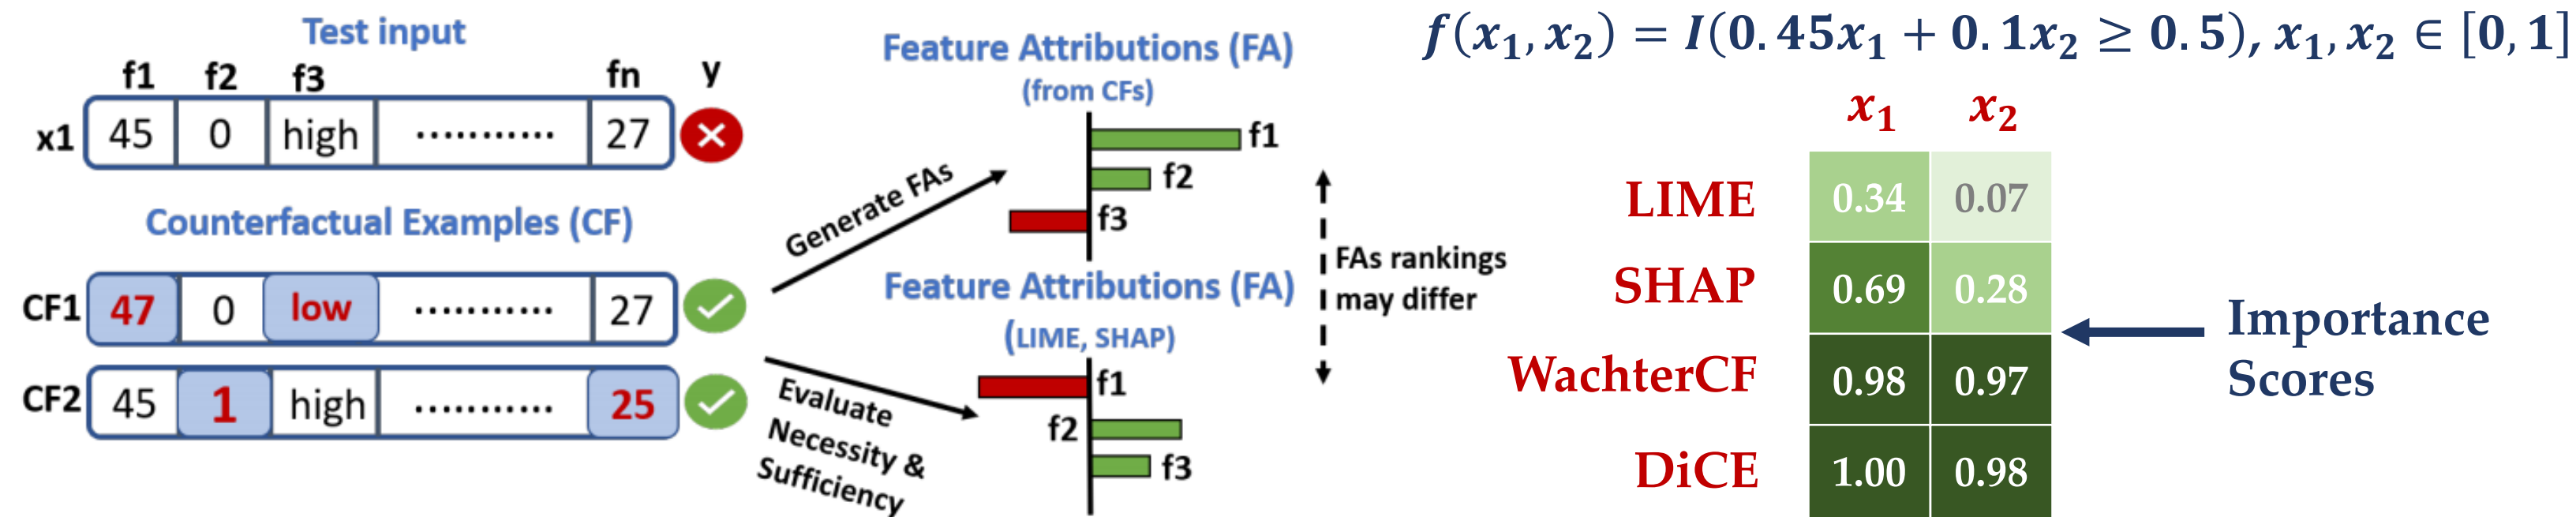 Test input
f1 f2 f3 fn y
x1 45 0 high ........... 27
Counterfactual Examples (CF)
CF1 47 0 low ........... 27
CF2 45 1 high ........... 25
Generate FAs
Evaluate
Necessity &
Sufficiency
Feature Attributions (FA)
(from CFs)
f1
f2
f3
Feature Attributions (FA)
(LIME, SHAP)
f1
f2
f3
FAs rankings
may differ
f(x₁, x₂) = I(0.45x₁ + 0.1x₂ ≥ 0.5), x₁, x₂ ∈ [0, 1]
x₁ x₂
LIME 0.34 0.07
SHAP 0.69 0.28
WachterCF 0.98 0.97
DiCE 1.00 0.98
Importance
Scores